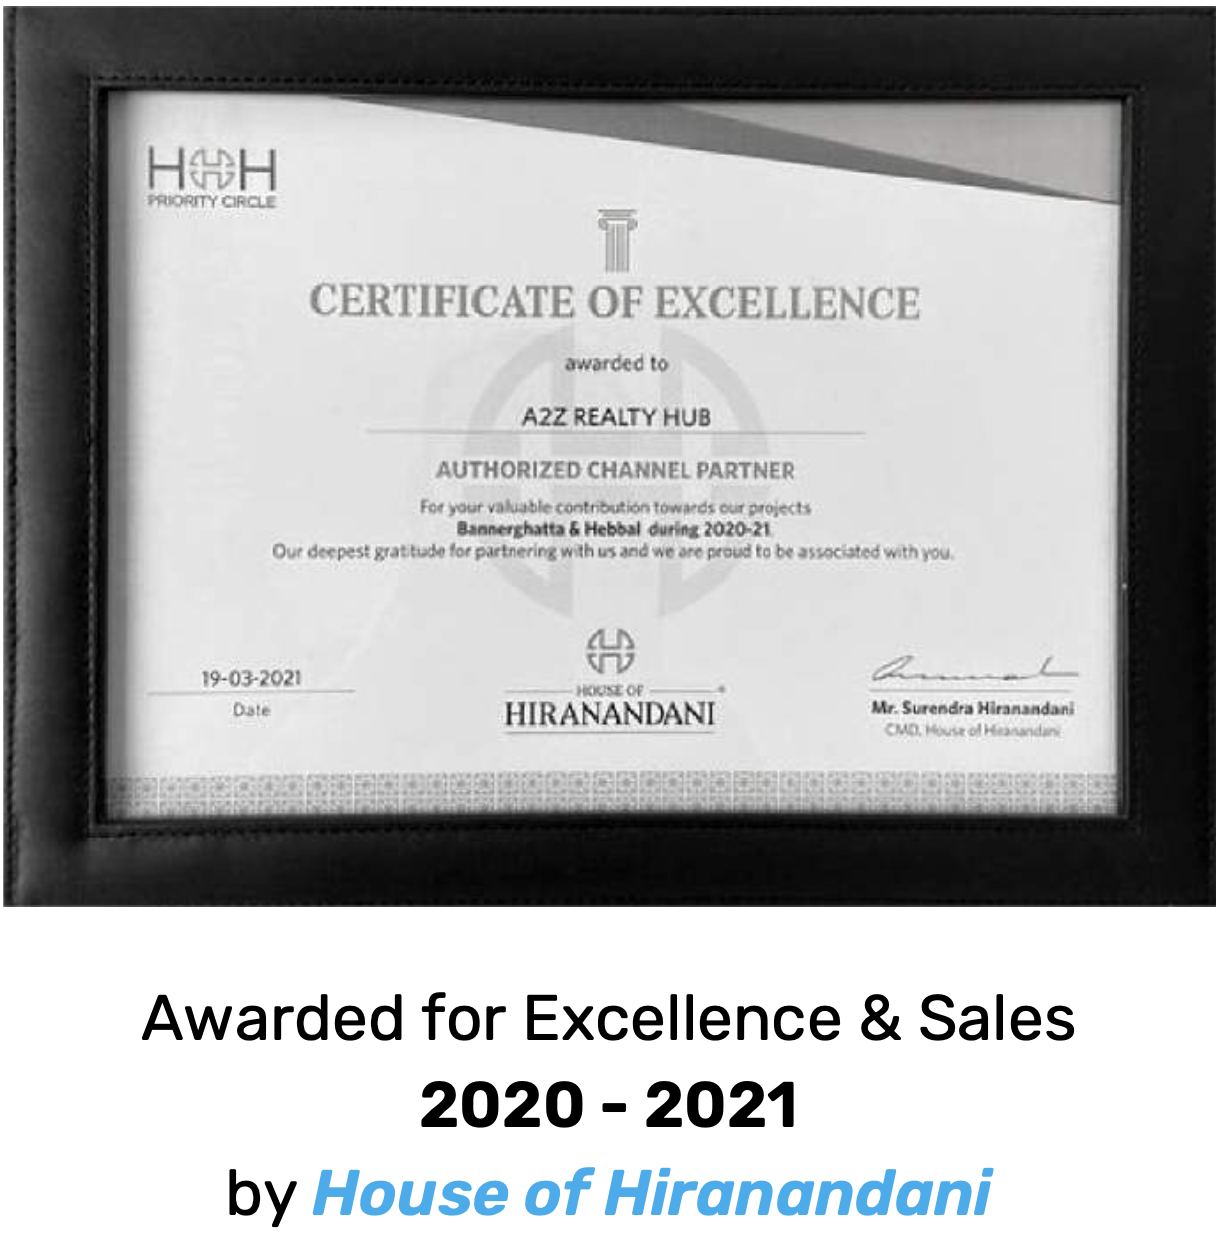 HHH
PRIORITY CIRCLE
CERTIFICATE OF EXCELLENCE
awarded to
A2Z REALTY HUB
AUTHORIZED CHANNEL PARTNER
For your valuable contribution towards our projects
Bannerghatta & Hebbal during 2020-21.
Our deepest gratitude for partnering with us and we are proud to be associated with you.
19-03-2021
Date
HOUSE OF
HIRANANDANI
Mr. Surendra Hiranandani
CMD, House of Hiranandani
Awarded for Excellence & Sales
2020 - 2021
by House of Hiranandani